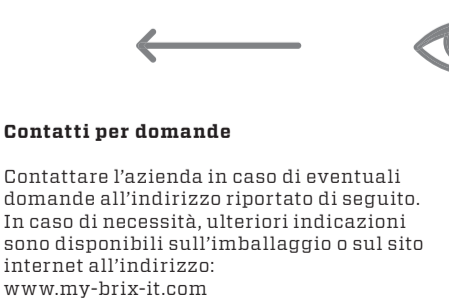 Contatti per domande
Contattare l'azienda in caso di eventuali
domande all'indirizzo riportato di seguito.
In caso di necessità, ulteriori indicazioni
sono disponibili sull'imballaggio o sul sito
internet all'indirizzo:
www.my-brix-it.com